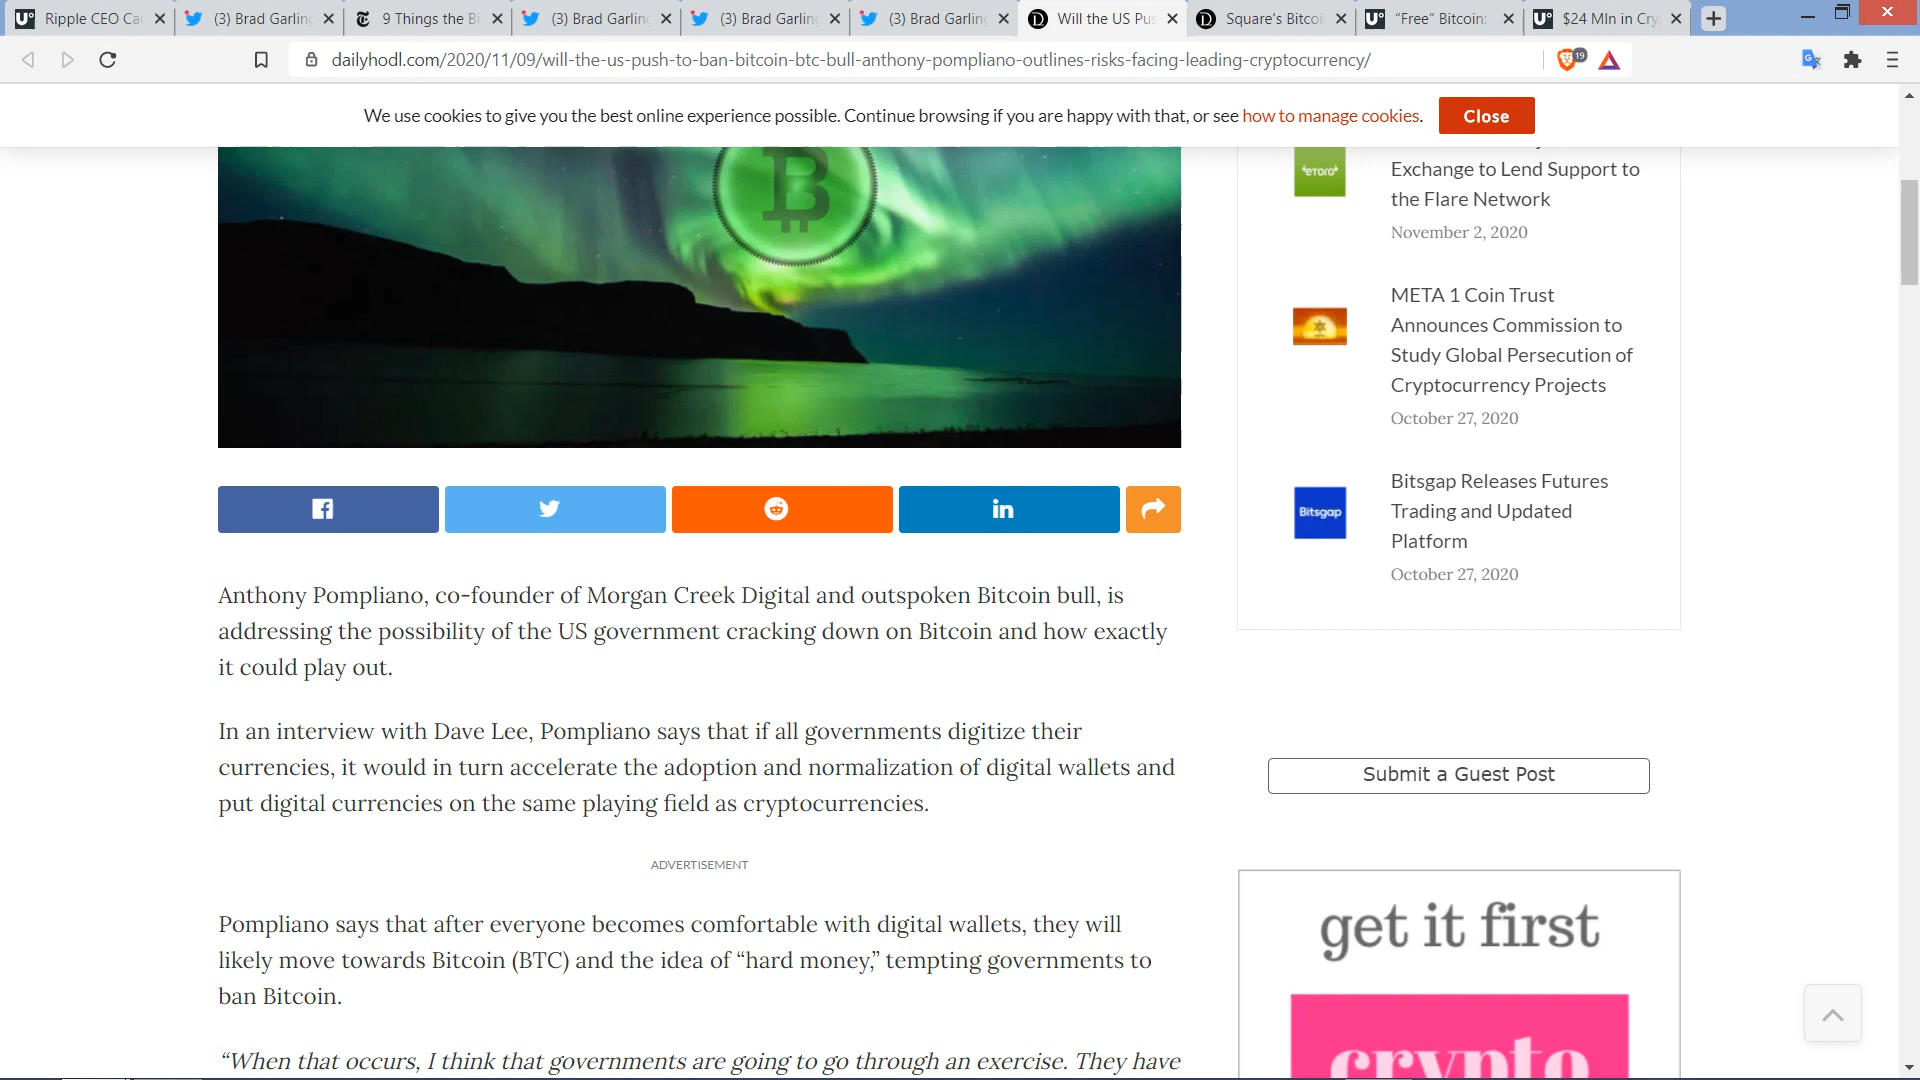 Ripple CEO Ca
(3) Brad Garling
9 Things the Bi
(3) Brad Garling
(3) Brad Garling
(3) Brad Garling
Will the US Pus
Square's Bitcoi
“Free” Bitcoin:
$24 Mln in Cry
dailyhodl.com/2020/11/09/will-the-us-push-to-ban-bitcoin-btc-bull-anthony-pompliano-outlines-risks-facing-leading-cryptocurrency/
19
We use cookies to give you the best online experience possible. Continue browsing if you are happy with that, or see how to manage cookies.
Close
Anthony Pompliano, co-founder of Morgan Creek Digital and outspoken Bitcoin bull, is
addressing the possibility of the US government cracking down on Bitcoin and how exactly
it could play out.
In an interview with Dave Lee, Pompliano says that if all governments digitize their
currencies, it would in turn accelerate the adoption and normalization of digital wallets and
put digital currencies on the same playing field as cryptocurrencies.
ADVERTISEMENT
Pompliano says that after everyone becomes comfortable with digital wallets, they will
likely move towards Bitcoin (BTC) and the idea of “hard money,” tempting governments to
ban Bitcoin.
“When that occurs, I think that governments are going to go through an exercise. They have
eToro
Exchange to Lend Support to
the Flare Network
November 2, 2020
META 1 Coin Trust
Announces Commission to
Study Global Persecution of
Cryptocurrency Projects
October 27, 2020
Bitsgap
Bitsgap Releases Futures
Trading and Updated
Platform
October 27, 2020
Submit a Guest Post
get it first
crypto